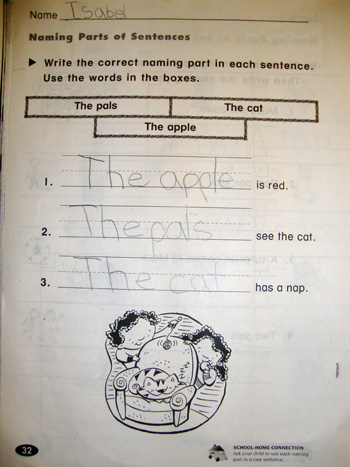 Name Isabel
Naming Parts of Sentences
▶ Write the correct naming part in each sentence.
Use the words in the boxes.
The pals The cat
The apple
1. The apple is red.
2. The pals see the cat.
3. The cat has a nap.
32
SCHOOL-HOME CONNECTION
Ask your child to use each naming
part in a new sentence.